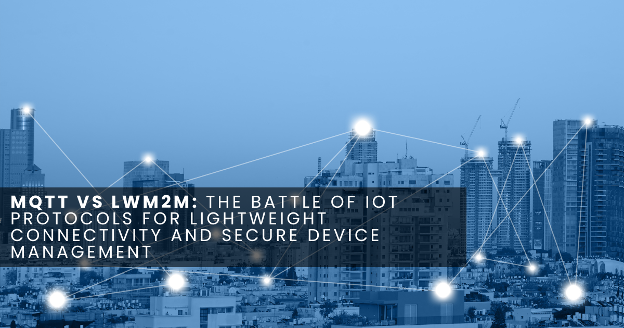 MQTT VS LWM2M: THE BATTLE OF IOT
PROTOCOLS FOR LIGHTWEIGHT
CONNECTIVITY AND SECURE DEVICE
MANAGEMENT